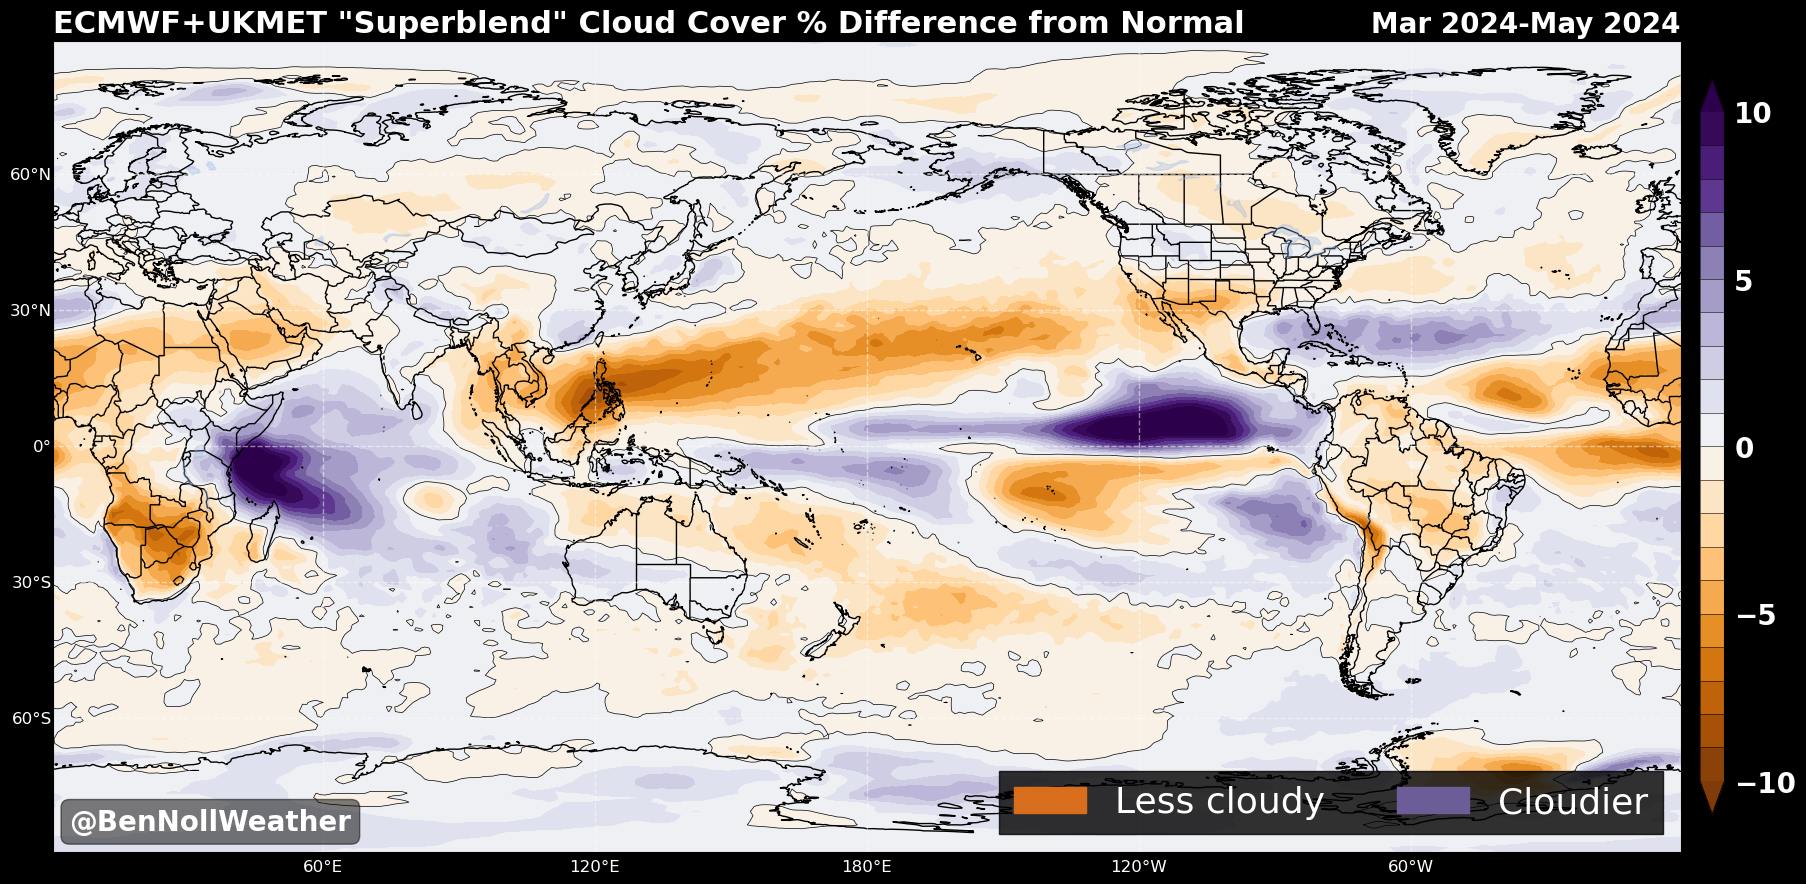 ECMWF+UKMET "Superblend" Cloud Cover % Difference from Normal
Mar 2024-May 2024
10
5
0
−5
−10
60°N
30°N
0°
30°S
60°S
60°E
120°E
180°E
120°W
60°W
Less cloudy
Cloudier
@BenNollWeather